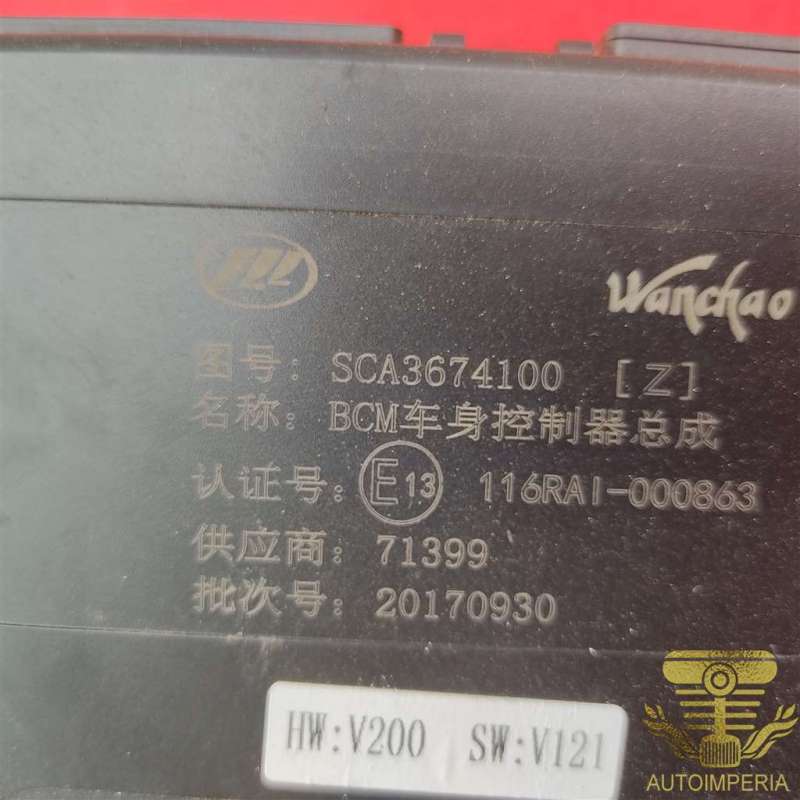 Wanchao
图号：SCA3674100 [Z]
名称：BCM车身控制器总成
认证号：E13 116RAI-000863
供应商：71399
批次号：20170930
HW:V200 SW:V121
AUTOIMPERIA